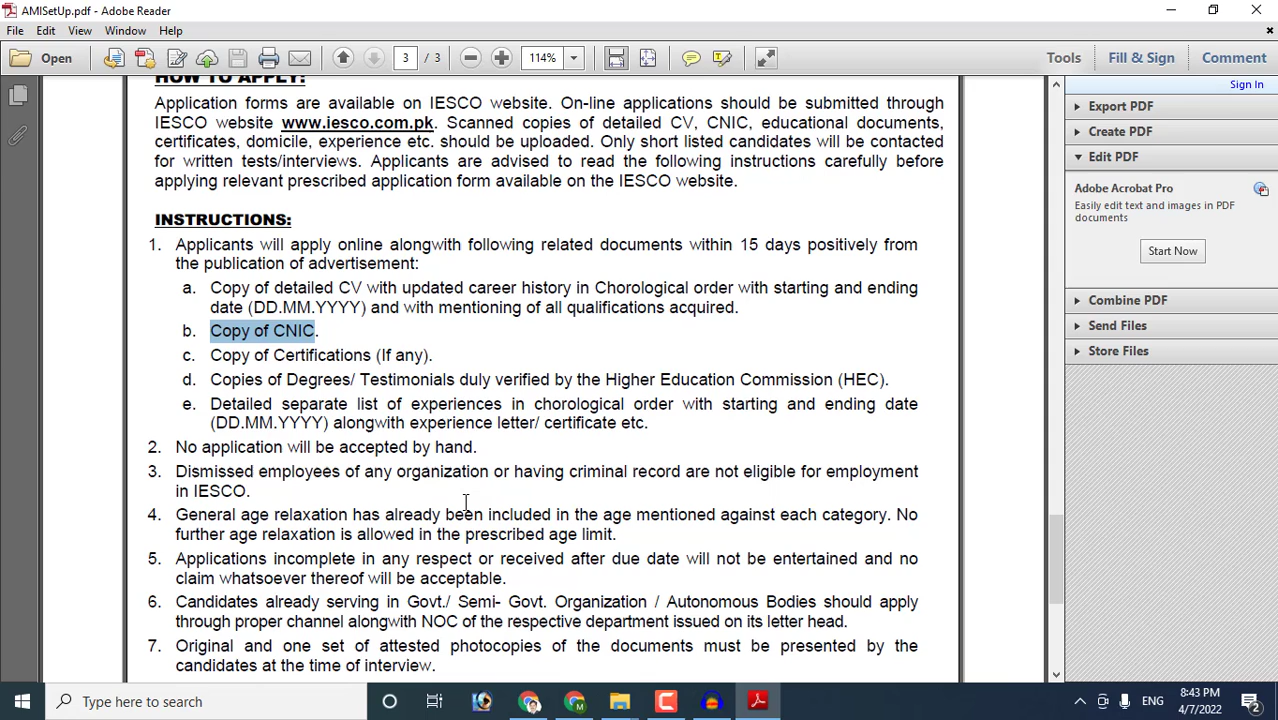 AMISetUp.pdf - Adobe Reader
File Edit View Window Help
Open 3 / 3 114% Tools Fill & Sign Comment
Sign In
HOW TO APPLY:
Application forms are available on IESCO website. On-line applications should be submitted through
IESCO website www.iesco.com.pk. Scanned copies of detailed CV, CNIC, educational documents,
certificates, domicile, experience etc. should be uploaded. Only short listed candidates will be contacted
for written tests/interviews. Applicants are advised to read the following instructions carefully before
applying relevant prescribed application form available on the IESCO website.
INSTRUCTIONS:
1. Applicants will apply online alongwith following related documents within 15 days positively from
the publication of advertisement:
a. Copy of detailed CV with updated career history in Chorological order with starting and ending
date (DD.MM.YYYY) and with mentioning of all qualifications acquired.
b. Copy of CNIC.
c. Copy of Certifications (If any).
d. Copies of Degrees/ Testimonials duly verified by the Higher Education Commission (HEC).
e. Detailed separate list of experiences in chorological order with starting and ending date
(DD.MM.YYYY) alongwith experience letter/ certificate etc.
2. No application will be accepted by hand.
3. Dismissed employees of any organization or having criminal record are not eligible for employment
in IESCO.
4. General age relaxation has already been included in the age mentioned against each category. No
further age relaxation is allowed in the prescribed age limit.
5. Applications incomplete in any respect or received after due date will not be entertained and no
claim whatsoever thereof will be acceptable.
6. Candidates already serving in Govt./ Semi- Govt. Organization / Autonomous Bodies should apply
through proper channel alongwith NOC of the respective department issued on its letter head.
7. Original and one set of attested photocopies of the documents must be presented by the
candidates at the time of interview.
Export PDF
Create PDF
Edit PDF
Adobe Acrobat Pro
Easily edit text and images in PDF
documents
Start Now
Combine PDF
Send Files
Store Files
Type here to search
ENG
8:43 PM
4/7/2022
2